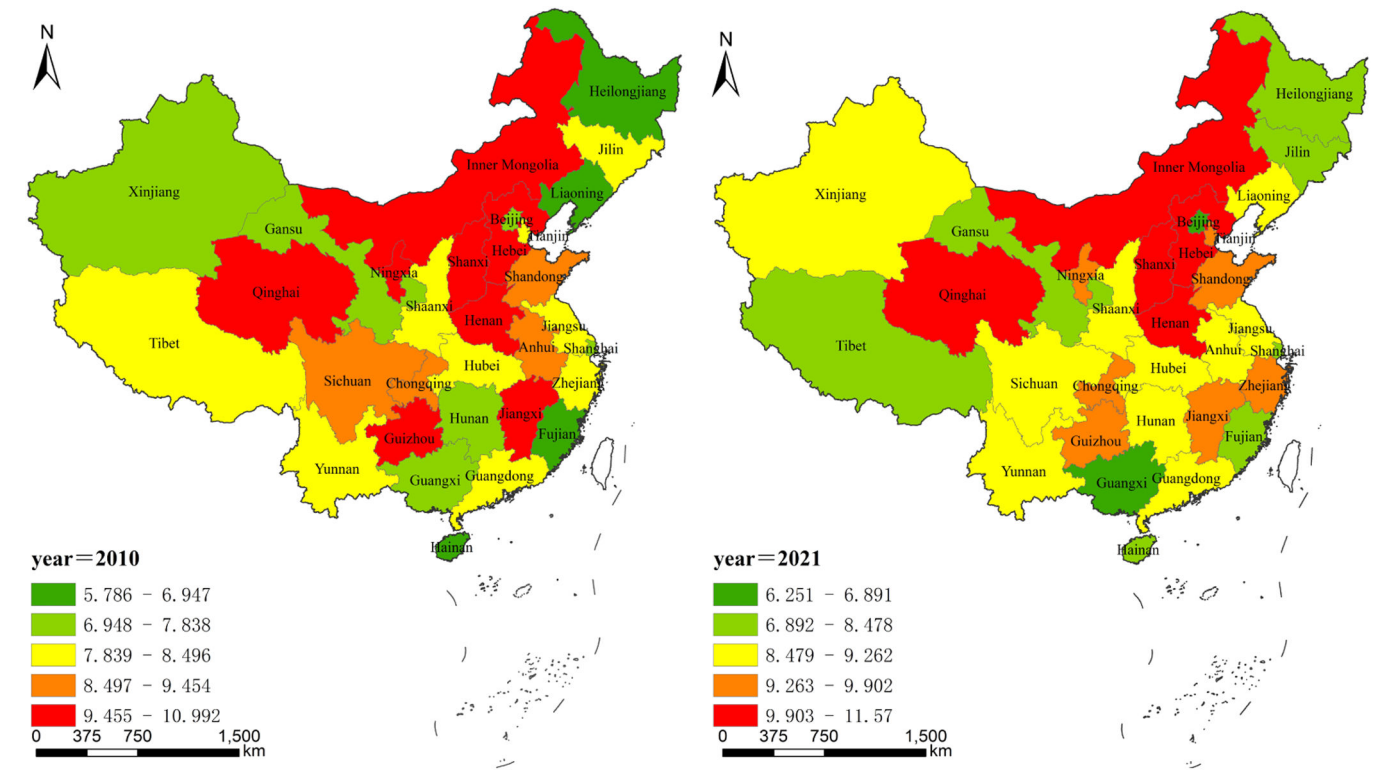 N
Heilongjiang
Jilin
Inner Mongolia
Liaoning
Xinjiang
Beijing
Gansu
Tianjin
Hebei
Shanxi
Ningxia
Shandong
Qinghai
Shaanxi
Henan
Jiangsu
Tibet
Anhui
Shanghai
Hubei
Sichuan
Chongqing
Zhejiang
Hunan
Jiangxi
Guizhou
Fujian
Yunnan
Guangxi
Guangdong
Hainan
year=2010
5.786 - 6.947
6.948 - 7.838
7.839 - 8.496
8.497 - 9.454
9.455 - 10.992
0 375 750 1,500
km
N
Heilongjiang
Jilin
Inner Mongolia
Liaoning
Xinjiang
Beijing
Gansu
Tianjin
Hebei
Shanxi
Ningxia
Shandong
Qinghai
Shaanxi
Henan
Jiangsu
Tibet
Anhui
Shanghai
Hubei
Sichuan
Chongqing
Zhejiang
Hunan
Jiangxi
Guizhou
Fujian
Yunnan
Guangxi
Guangdong
Hainan
year=2021
6.251 - 6.891
6.892 - 8.478
8.479 - 9.262
9.263 - 9.902
9.903 - 11.57
0 375 750 1,500
km